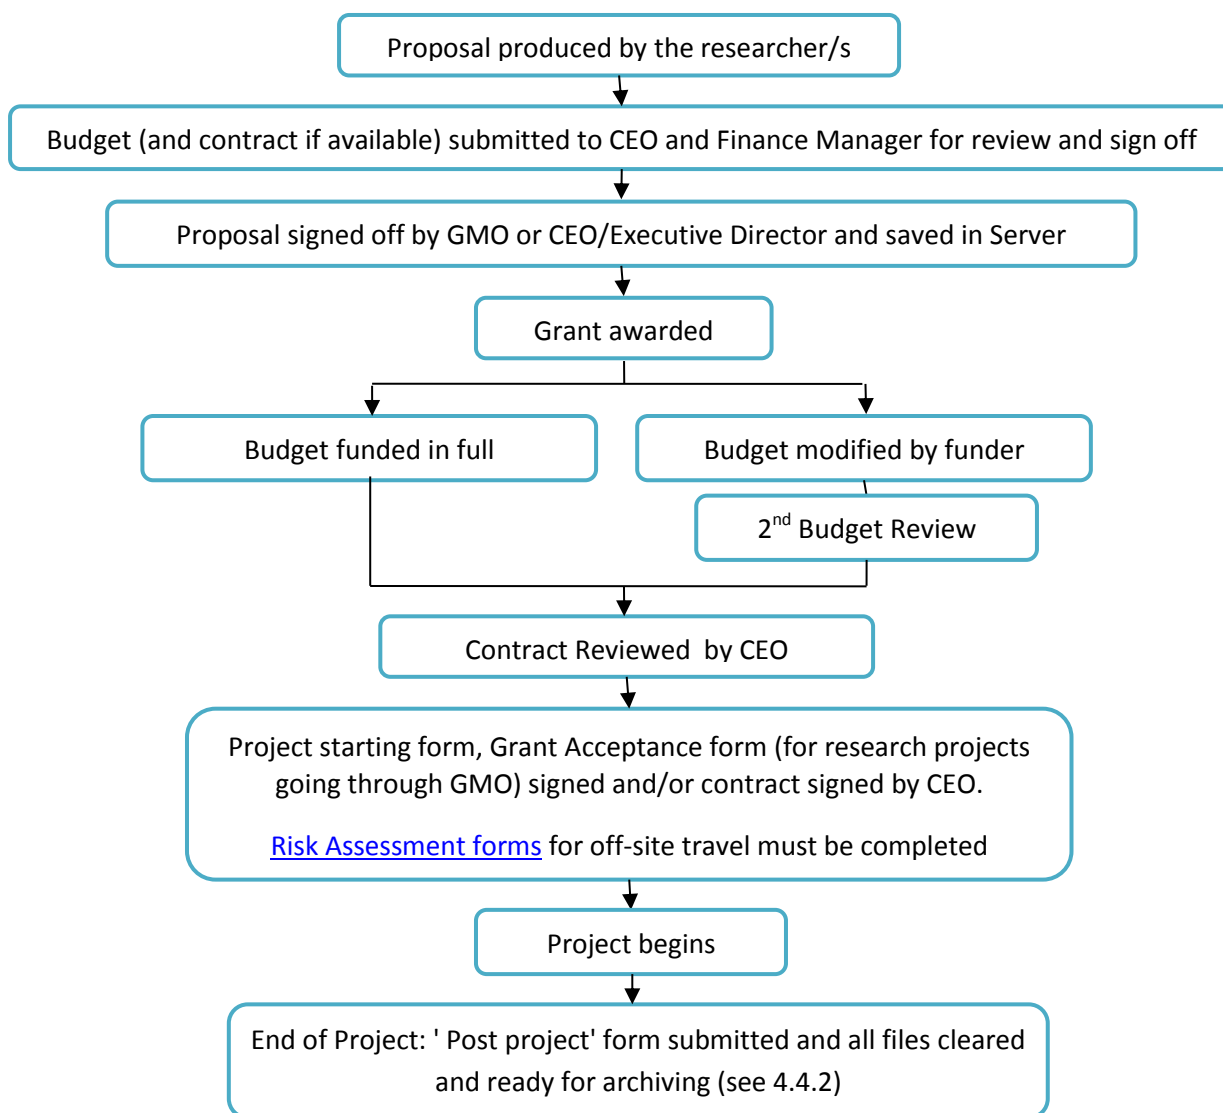 Proposal produced by the researcher/s
Budget (and contract if available) submitted to CEO and Finance Manager for review and sign off
Proposal signed off by GMO or CEO/Executive Director and saved in Server
Grant awarded
Budget funded in full
Budget modified by funder
2nd Budget Review
Contract Reviewed  by CEO
Project starting form, Grant Acceptance form (for research projects
going through GMO) signed and/or contract signed by CEO.
Risk Assessment forms for off-site travel must be completed
Project begins
End of Project: ' Post project' form submitted and all files cleared
and ready for archiving (see 4.4.2)